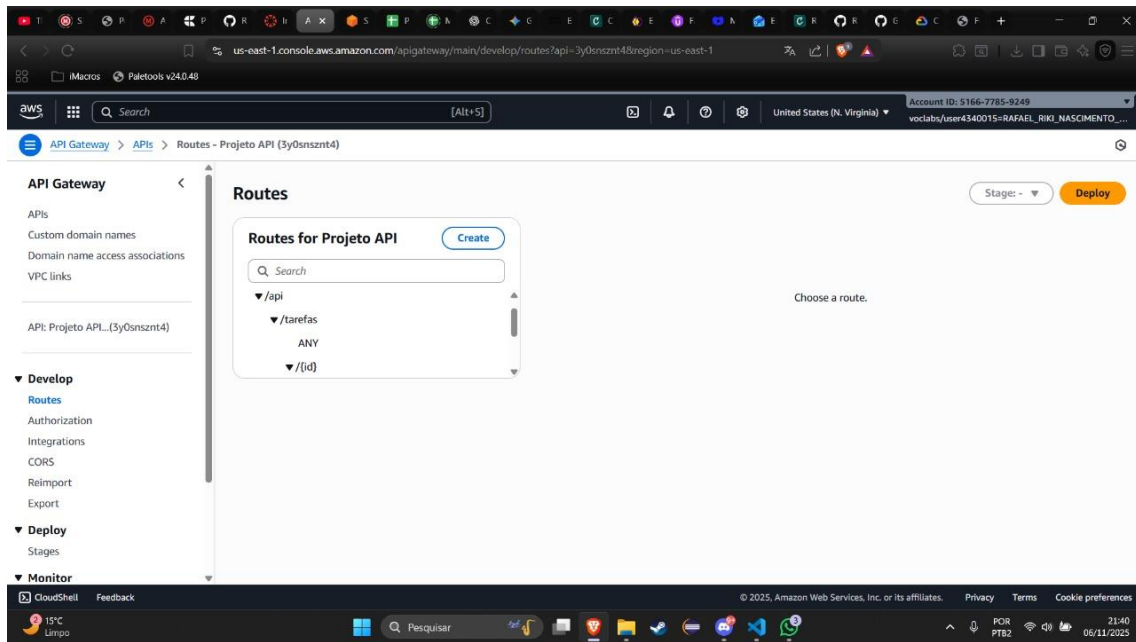 us-east-1.console.aws.amazon.com/apigateway/main/develop/routes?api=3y0snsznt4&region=us-east-1
iMacros
Paletools v24.0.48
aws
Search
[Alt+S]
United States (N. Virginia)
Account ID: 5166-7785-9249
voclabs/user4340015=RAFAEL_RIKI_NASCIMENTO_...
API Gateway > APIs > Routes - Projeto API (3y0snsznt4)
API Gateway
APIs
Custom domain names
Domain name access associations
VPC links
API: Projeto API...(3y0snsznt4)
Develop
Routes
Authorization
Integrations
CORS
Reimport
Export
Deploy
Stages
Monitor
Routes
Stage: -
Deploy
Routes for Projeto API
Create
Search
/api
/tarefas
ANY
/{id}
Choose a route.
CloudShell
Feedback
© 2025, Amazon Web Services, Inc. or its affiliates.
Privacy
Terms
Cookie preferences
15°C
Limpo
Pesquisar
POR
PTB2
21:40
06/11/2025